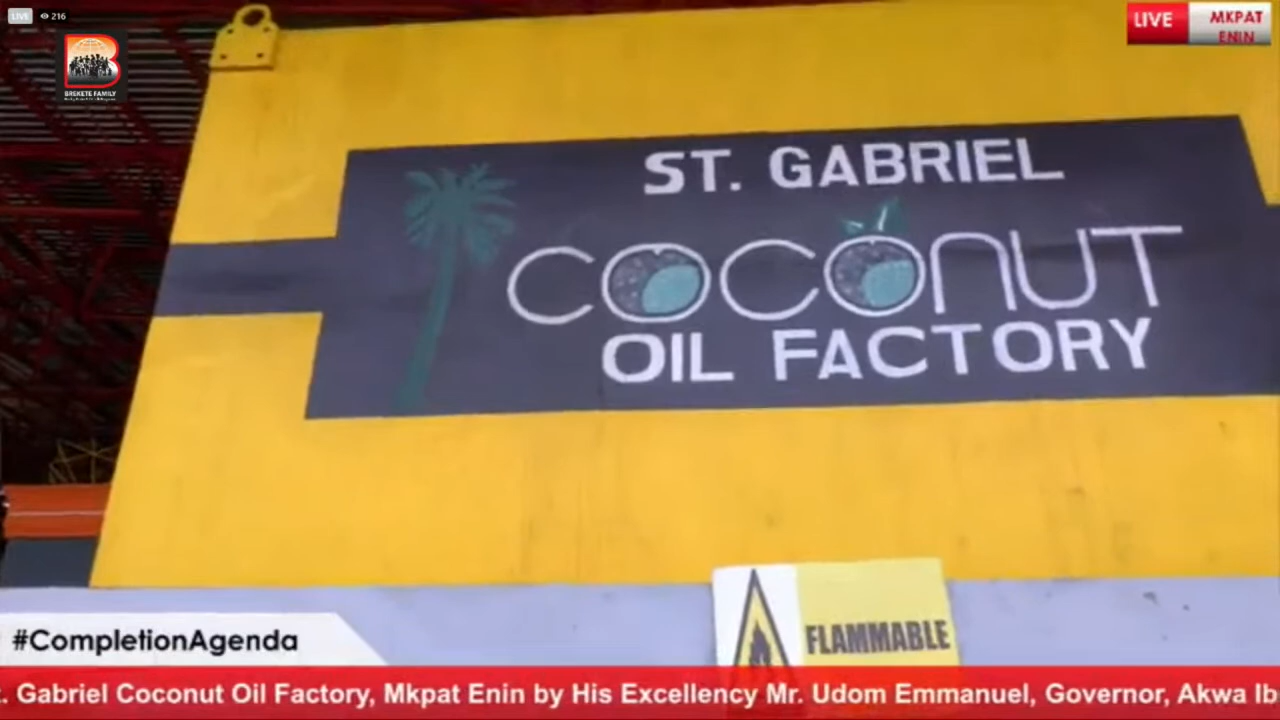 LIVE 216
LIVE
MKPAT
ENIN
BREKETE FAMILY
ST. GABRIEL
COCONUT
OIL FACTORY
FLAMMABLE
#CompletionAgenda
. Gabriel Coconut Oil Factory, Mkpat Enin by His Excellency Mr. Udom Emmanuel, Governor, Akwa Ib